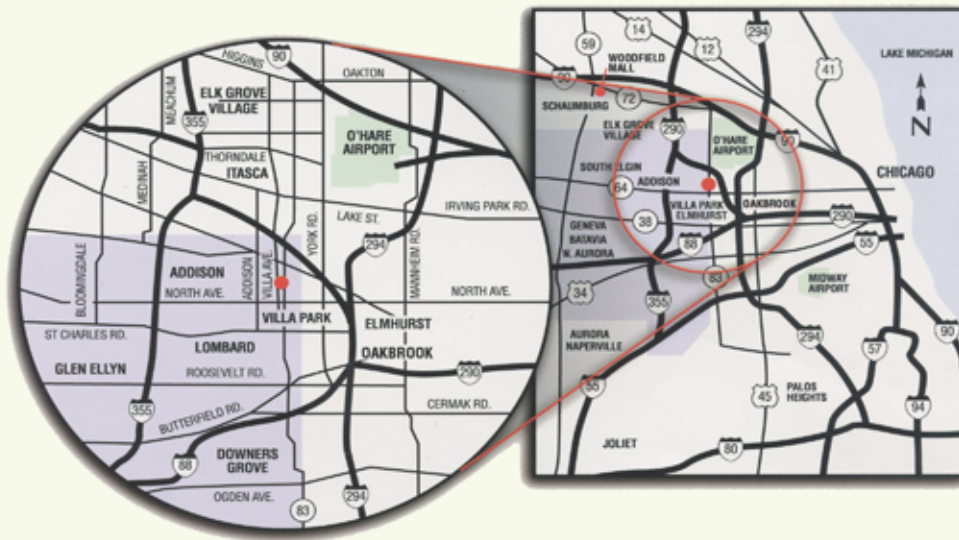 HIGGINS
90
OAKTON
MEACHUM
ELK GROVE
VILLAGE
355
O'HARE
AIRPORT
THORNDALE
ITASCA
MEDINAH
LAKE ST.
IRVING PARK RD.
YORK RD.
294
MANNHEIM RD.
BLOOMINGDALE
ADDISON
ADDISON
VILLA AVE.
NORTH AVE.
NORTH AVE.
VILLA PARK
ELMHURST
ST CHARLES RD.
LOMBARD
OAKBROOK
GLEN ELLYN
ROOSEVELT RD.
290
355
BUTTERFIELD RD.
CERMAK RD.
88
DOWNERS
GROVE
OGDEN AVE.
294
83
14
294
59
12
WOODFIELD
MALL
41
LAKE MICHIGAN
90
72
SCHAUMBURG
N
ELK GROVE
VILLAGE
290
O'HARE
AIRPORT
90
SOUTH ELGIN
64
ADDISON
CHICAGO
VILLA PARK
ELMHURST
OAKBROOK
290
38
GENEVA
BATAVIA
N. AURORA
88
55
83
34
355
MIDWAY
AIRPORT
AURORA
NAPERVILLE
294
57
90
55
45
PALOS
HEIGHTS
94
JOLIET
80